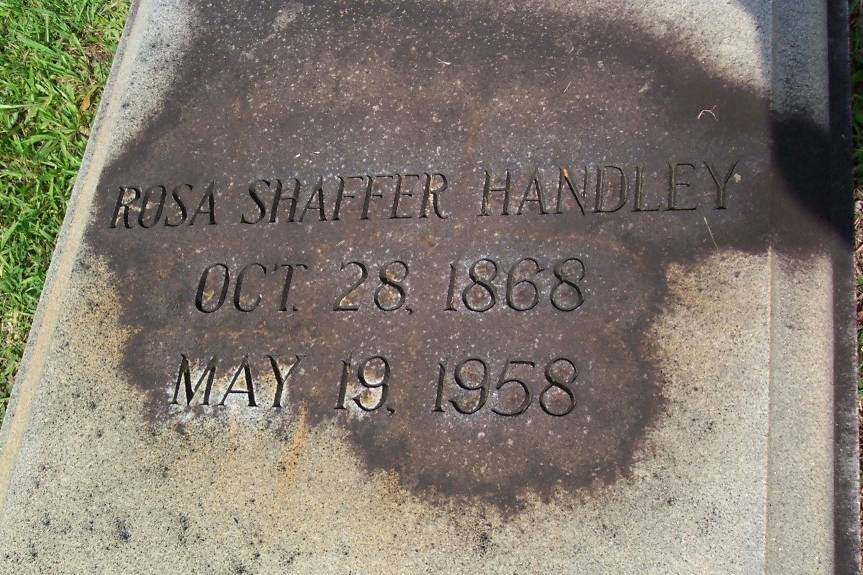 ROSA SHAFFER HANDLEY
OCT. 28, 1868
MAY 19, 1958